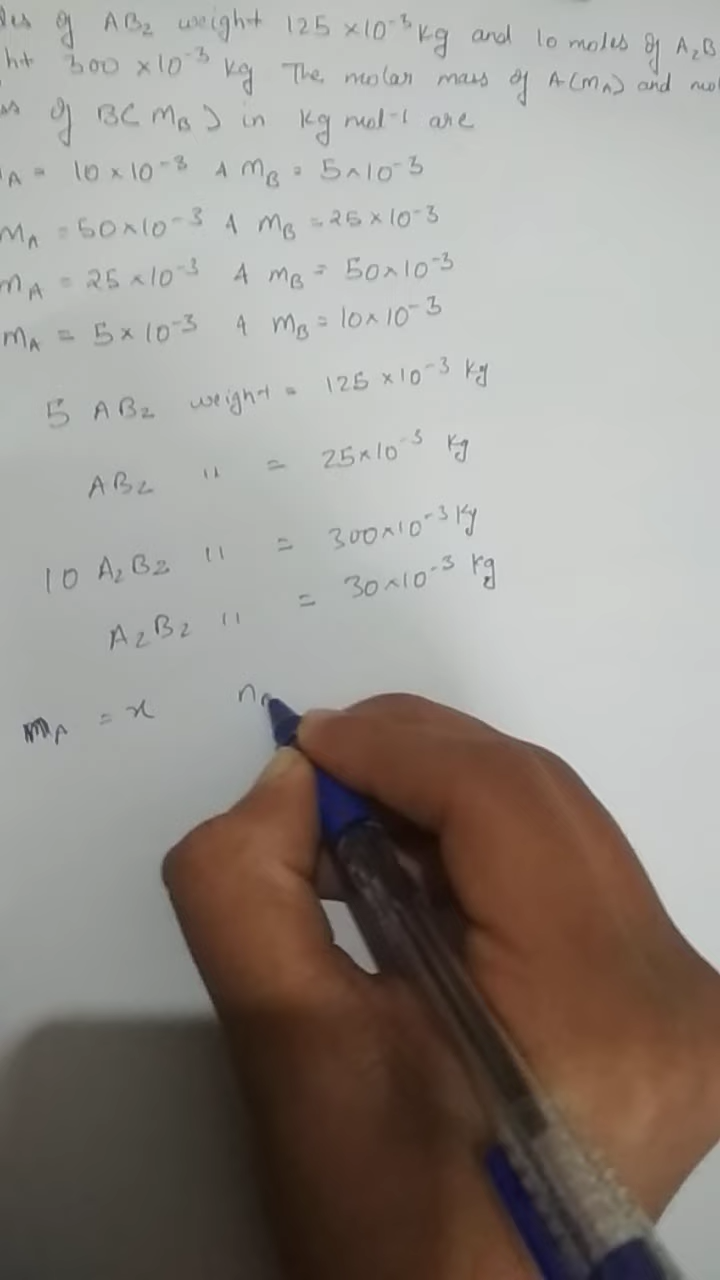 of AB2 weight 125 ×10-3 kg and 10 moles of A2B
300 ×10-3 kg The molar mass of A(MA) and
of B( MB) in kg mol-1 are
A = 10×10-3 & MB = 5×10-3
MA = 50×10-3 & MB = 25×10-3
MA = 25×10-3 & MB = 50×10-3
MA = 5×10-3 & MB = 10×10-3
5 AB2 weight = 125 ×10-3 kg
AB2 " = 25×10-3 kg
10 A2B2 " = 300×10-3 kg
A2B2 " = 30×10-3 kg
MA = x